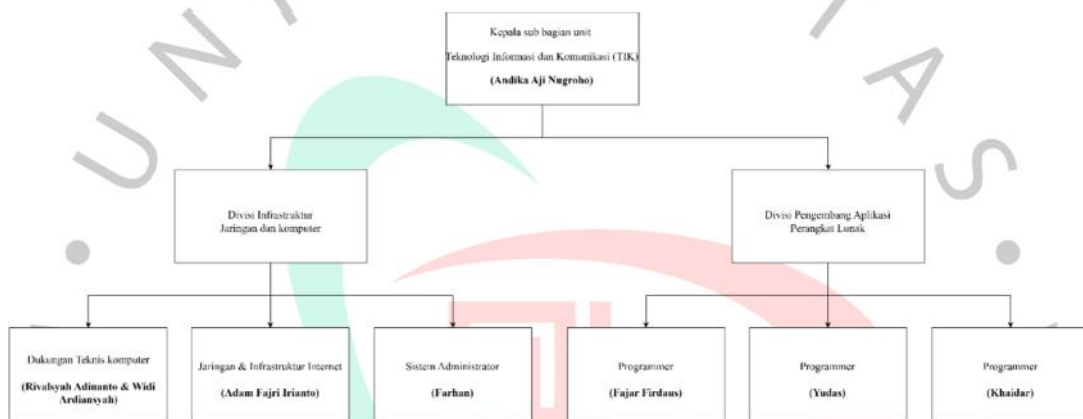 Kepala sub bagian unit
Teknologi Informasi dan Komunikasi (TIK)
(Andika Aji Nugroho)
Divisi Infrastruktur
Jaringan dan komputer
Divisi Pengembang Aplikasi
Perangkat Lunak
Dukungan Teknis komputer
(Rivalsyah Adinanto & Widi
Ardiansyah)
Jaringan & Infrastruktur Internet
(Adam Fajri Irianto)
Sistem Administrator
(Farhan)
Programmer
(Fajar Firdaus)
Programmer
(Yudas)
Programmer
(Khaidar)